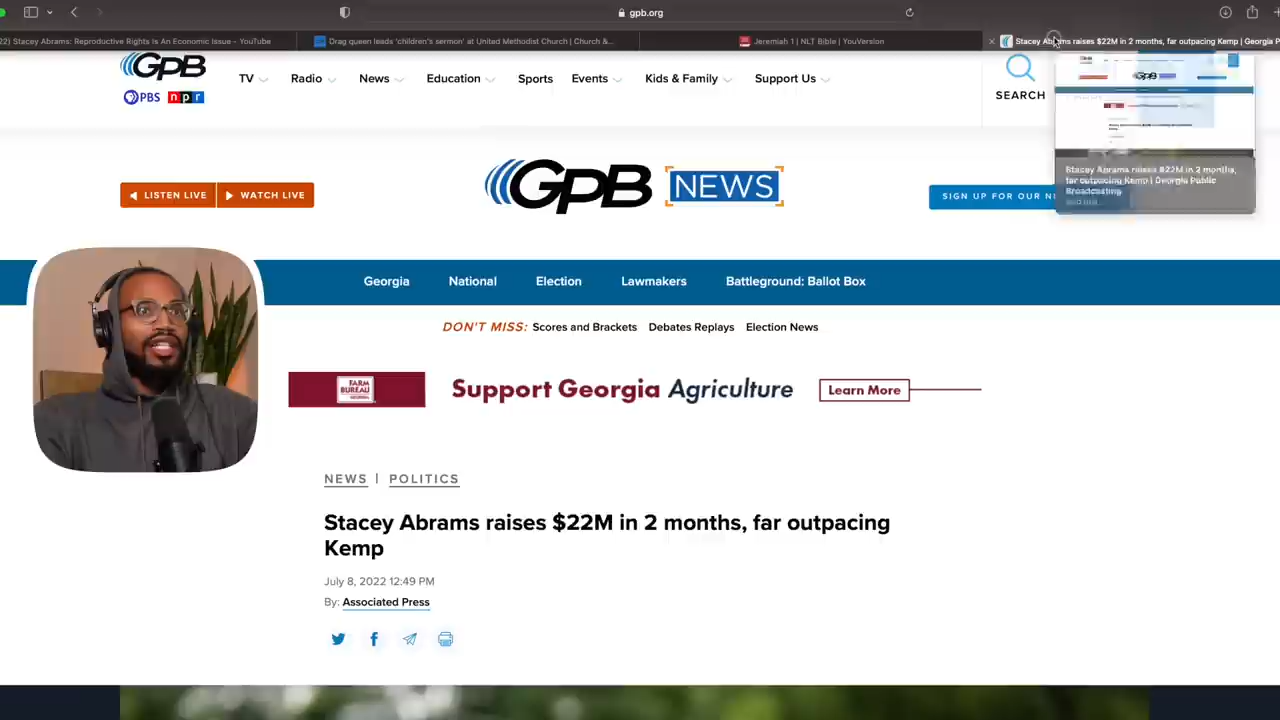 gpb.org
22) Stacey Abrams: Reproductive Rights Is An Economic Issue - YouTube
Drag queen leads 'children's sermon' at United Methodist Church | Church &...
Jeremiah 1 | NLT Bible | YouVersion
Stacey Abrams raises $22M in 2 months, far outpacing Kemp | Georgia P
GPB
PBS npr
TV
Radio
News
Education
Sports
Events
Kids & Family
Support Us
SEARCH
Stacey Abrams raises $22M in 2 months,
far outpacing Kemp | Georgia Public
Broadcasting
LISTEN LIVE
WATCH LIVE
GPB NEWS
SIGN UP FOR OUR
Georgia
National
Election
Lawmakers
Battleground: Ballot Box
DON'T MISS: Scores and Brackets Debates Replays Election News
FARM
BUREAU
Support Georgia Agriculture
Learn More
NEWS | POLITICS
Stacey Abrams raises $22M in 2 months, far outpacing
Kemp
July 8, 2022 12:49 PM
By: Associated Press